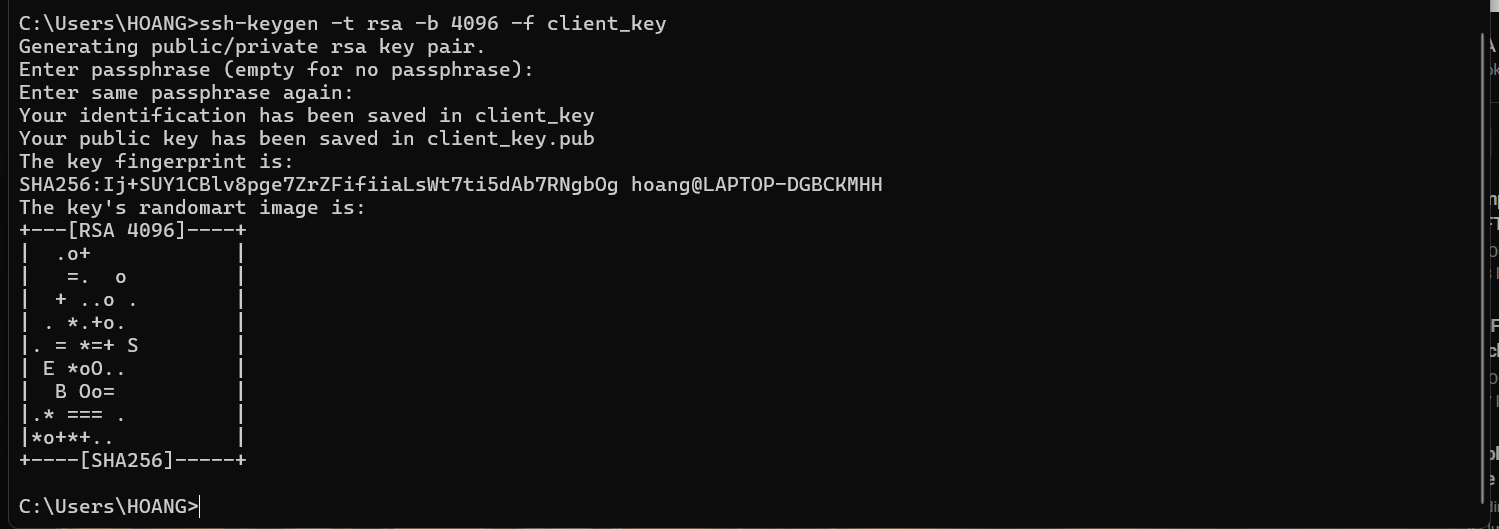 C:\Users\HOANG>ssh-keygen -t rsa -b 4096 -f client_key
Generating public/private rsa key pair.
Enter passphrase (empty for no passphrase):
Enter same passphrase again:
Your identification has been saved in client_key
Your public key has been saved in client_key.pub
The key fingerprint is:
SHA256:Ij+SUY1CBlv8pge7ZrZFifiiaLsWt7ti5dAb7RNgbOg hoang@LAPTOP-DGBCKMHH
The key's randomart image is:
+---[RSA 4096]----+
|  .o+            |
|   =.  o         |
|  + ..o .        |
| . *.+o.         |
|. = *=+ S        |
| E *oO..         |
|  B Oo=          |
|.* === .         |
|*o+*+..          |
+----[SHA256]-----+
C:\Users\HOANG>